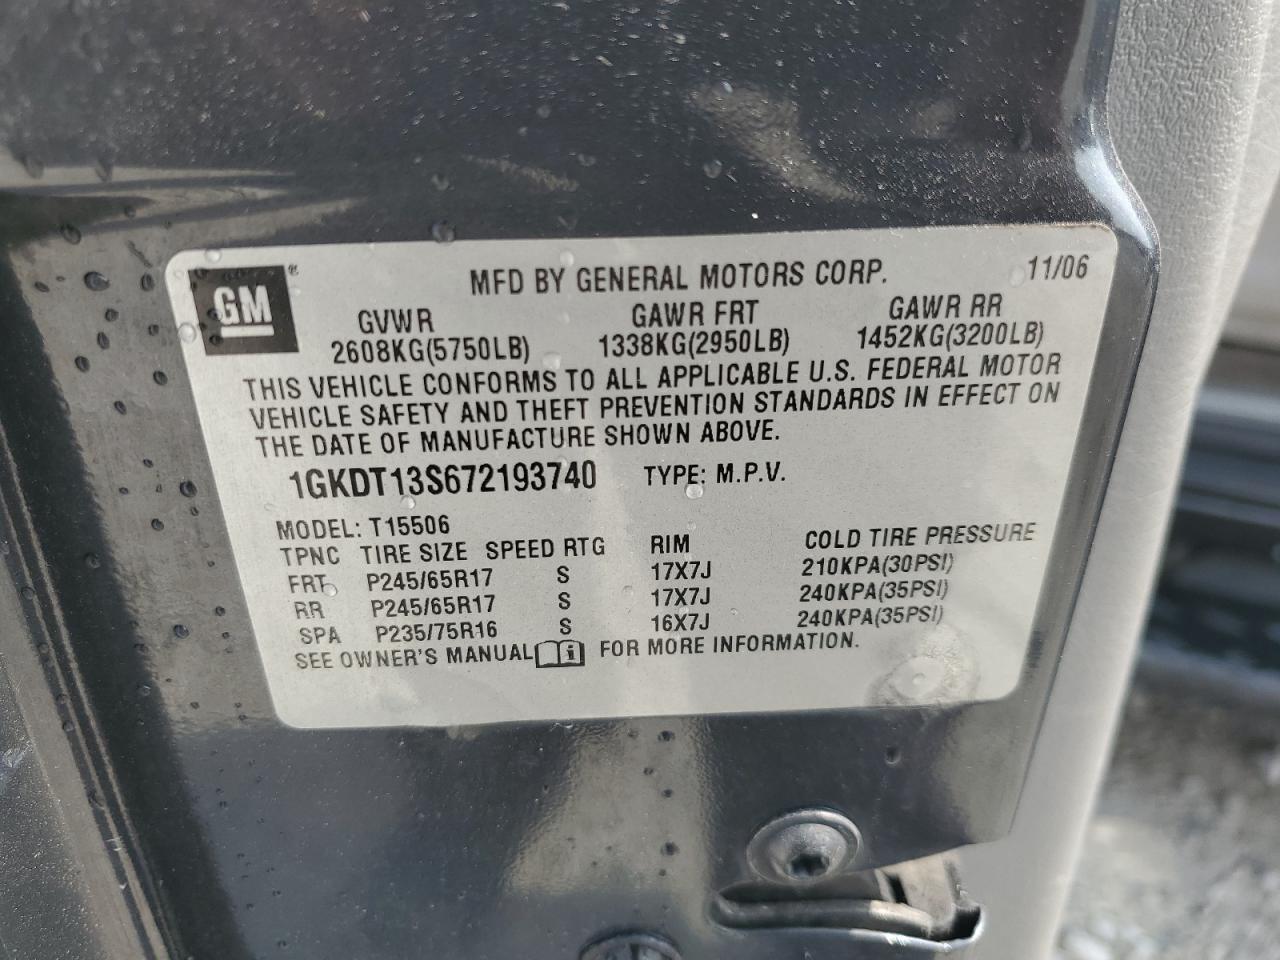 GM ®
MFD BY GENERAL MOTORS CORP. 11/06
GVWR GAWR FRT GAWR RR
2608KG(5750LB) 1338KG(2950LB) 1452KG(3200LB)
THIS VEHICLE CONFORMS TO ALL APPLICABLE U.S. FEDERAL MOTOR
VEHICLE SAFETY AND THEFT PREVENTION STANDARDS IN EFFECT ON
THE DATE OF MANUFACTURE SHOWN ABOVE.
1GKDT13S672193740 TYPE: M.P.V.
MODEL: T15506
TPNC TIRE SIZE SPEED RTG RIM COLD TIRE PRESSURE
FRT P245/65R17 S 17X7J 210KPA(30PSI)
RR P245/65R17 S 17X7J 240KPA(35PSI)
SPA P235/75R16 S 16X7J 240KPA(35PSI)
SEE OWNER'S MANUAL i FOR MORE INFORMATION.